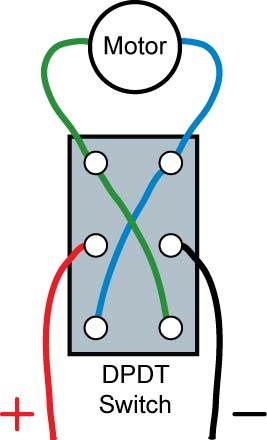 Motor
DPDT
Switch
+ −